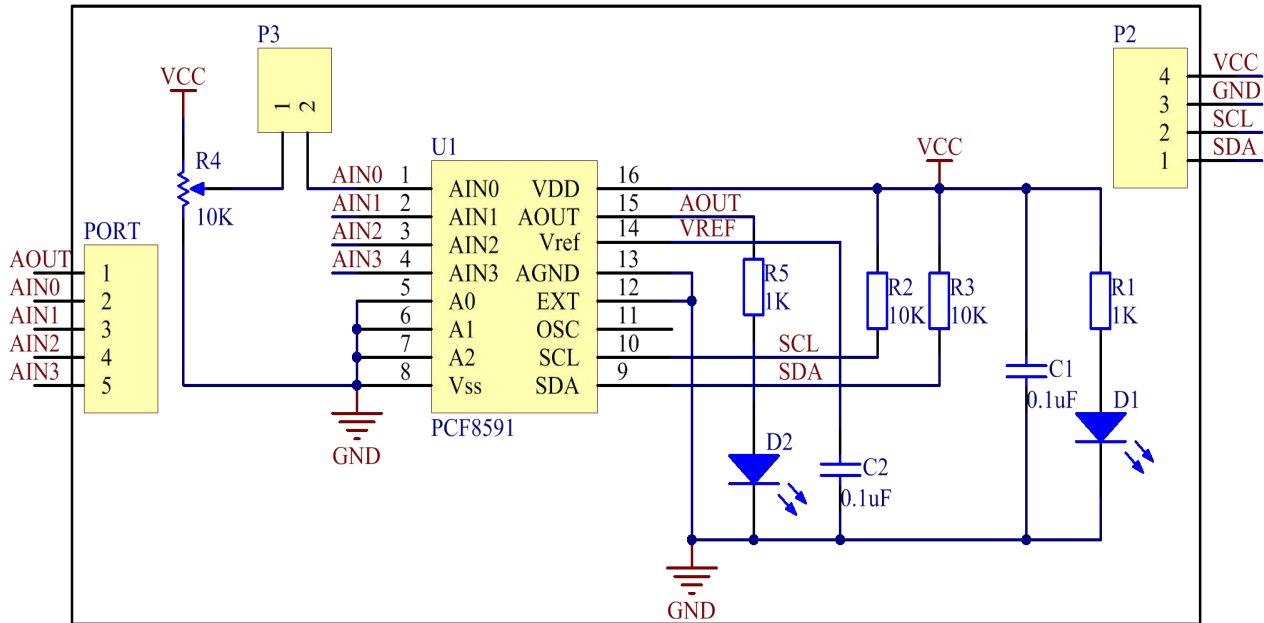 P3
P2
VCC
1
2
R4
10K
4
VCC
3
GND
2
SCL
1
SDA
PORT
AOUT
1
AIN0
2
AIN1
3
AIN2
4
AIN3
5
U1
AIN0 1 AIN0 VDD 16
AIN1 2 AIN1 AOUT 15 AOUT
AIN2 3 AIN2 Vref 14 VREF
AIN3 4 AIN3 AGND 13
5 A0 EXT 12
6 A1 OSC 11
7 A2 SCL 10 SCL
8 Vss SDA 9 SDA
PCF8591
GND
VCC
R5
1K
R2
10K
R3
10K
R1
1K
C1
0.1uF
D1
D2
C2
0.1uF
GND